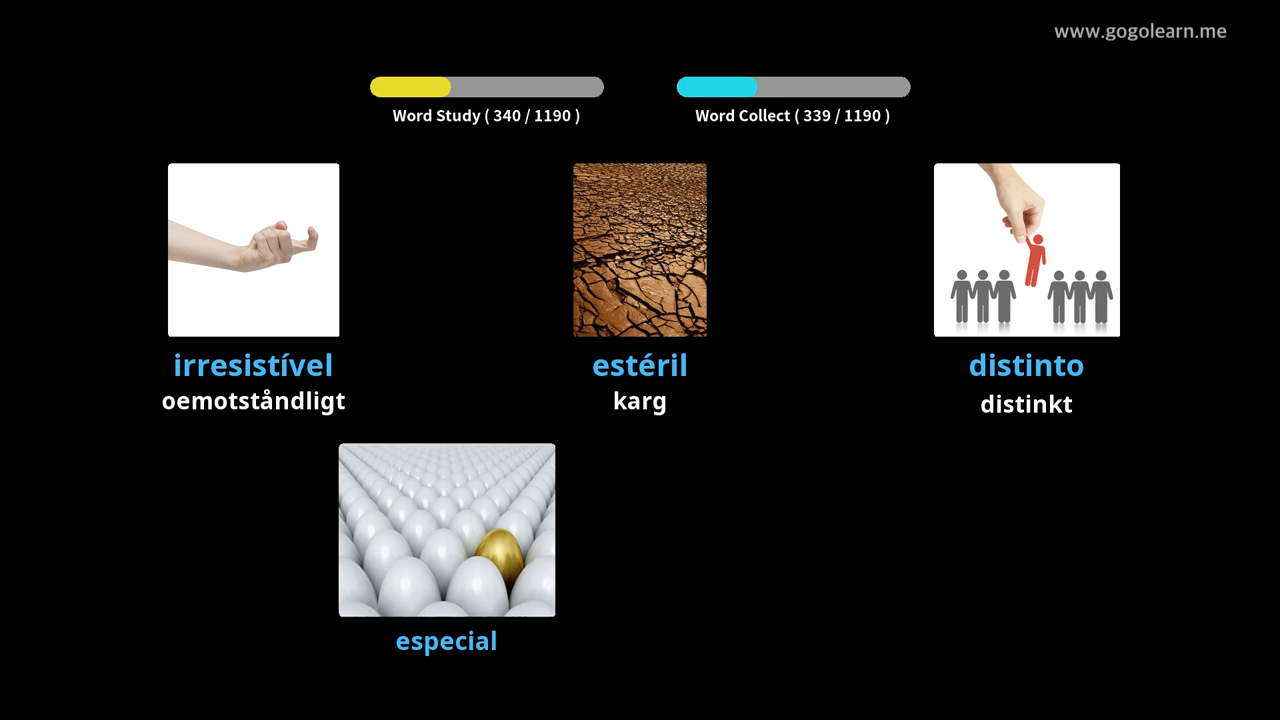 www.gogolearn.me
Word Study ( 340 / 1190 )
Word Collect ( 339 / 1190 )
irresistível
estéril
distinto
oemotståndligt
karg
distinkt
especial